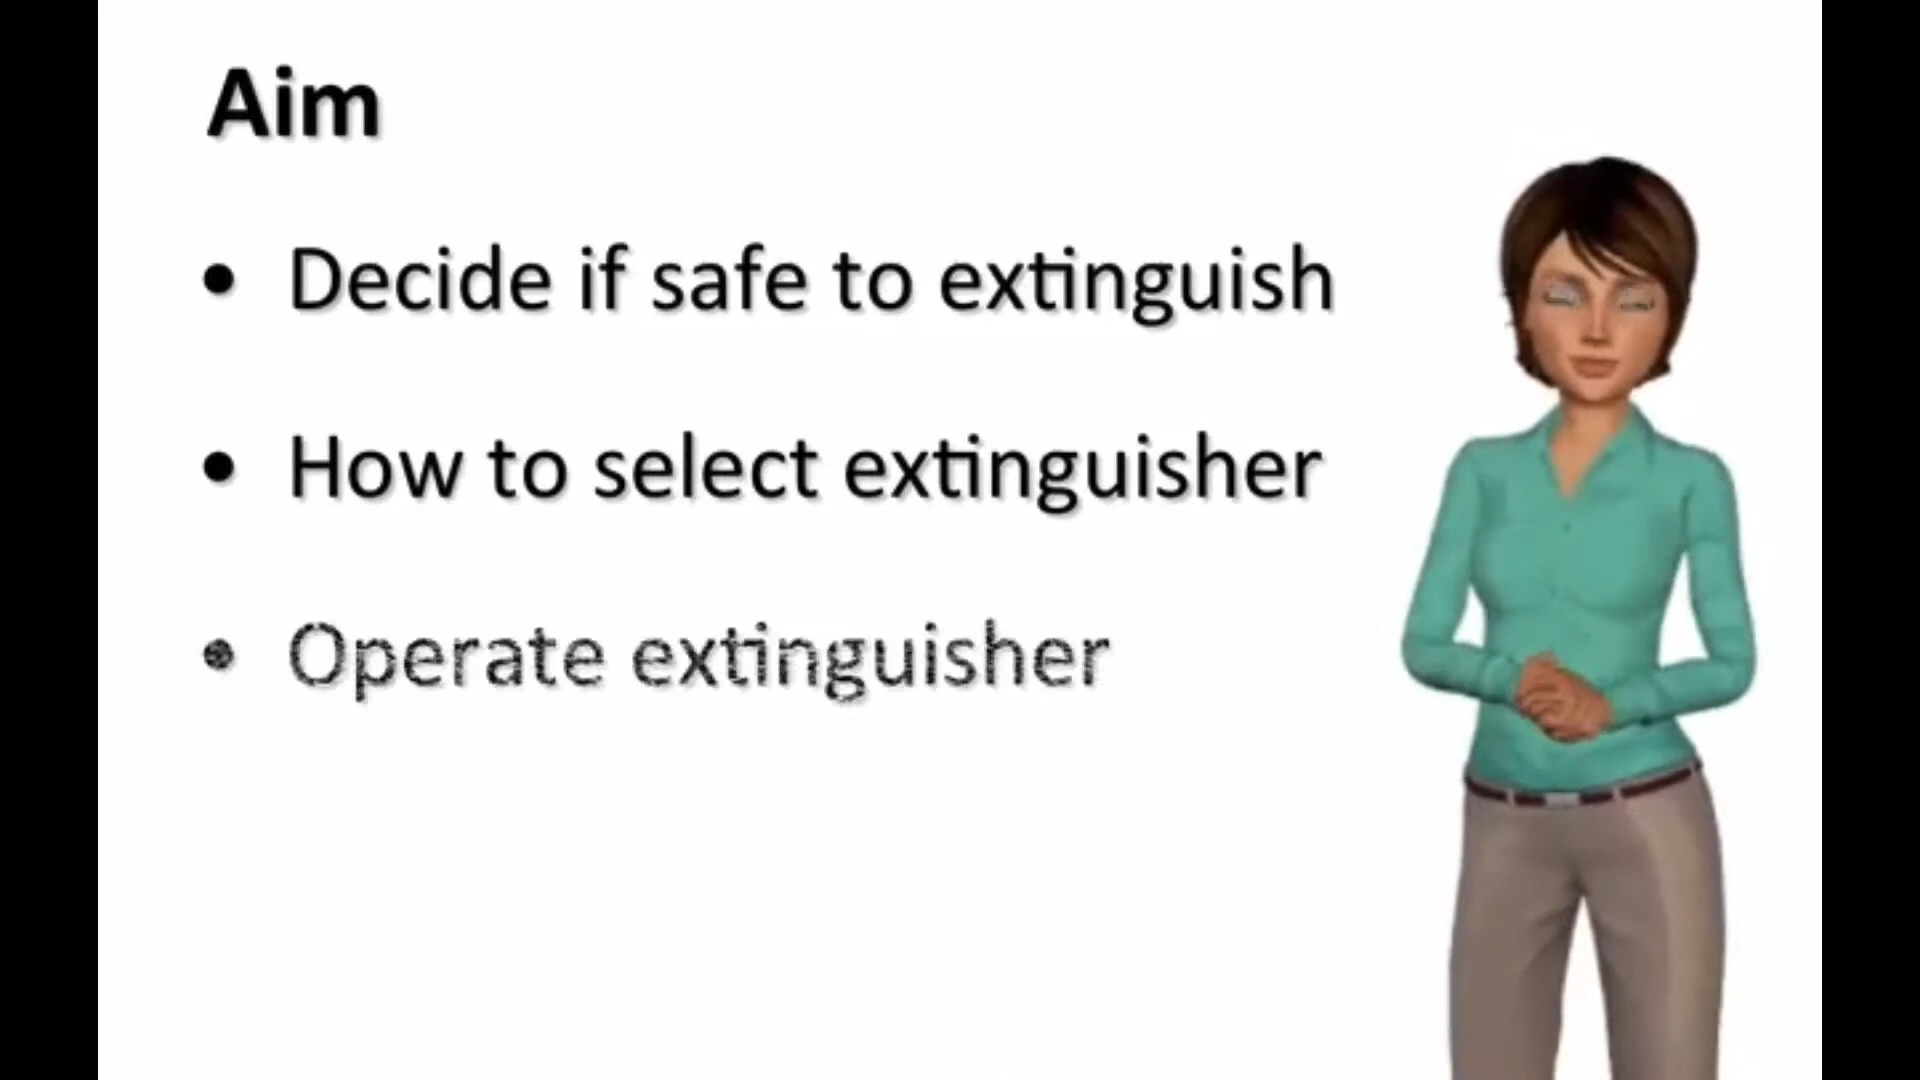 Aim
• Decide if safe to extinguish
• How to select extinguisher
• Operate extinguisher